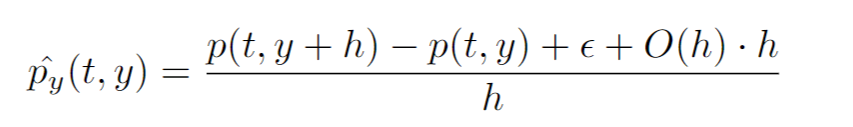 \hat{p_y}(t, y) = \frac{p(t, y + h) - p(t, y) + \epsilon + O(h) \cdot h}{h}